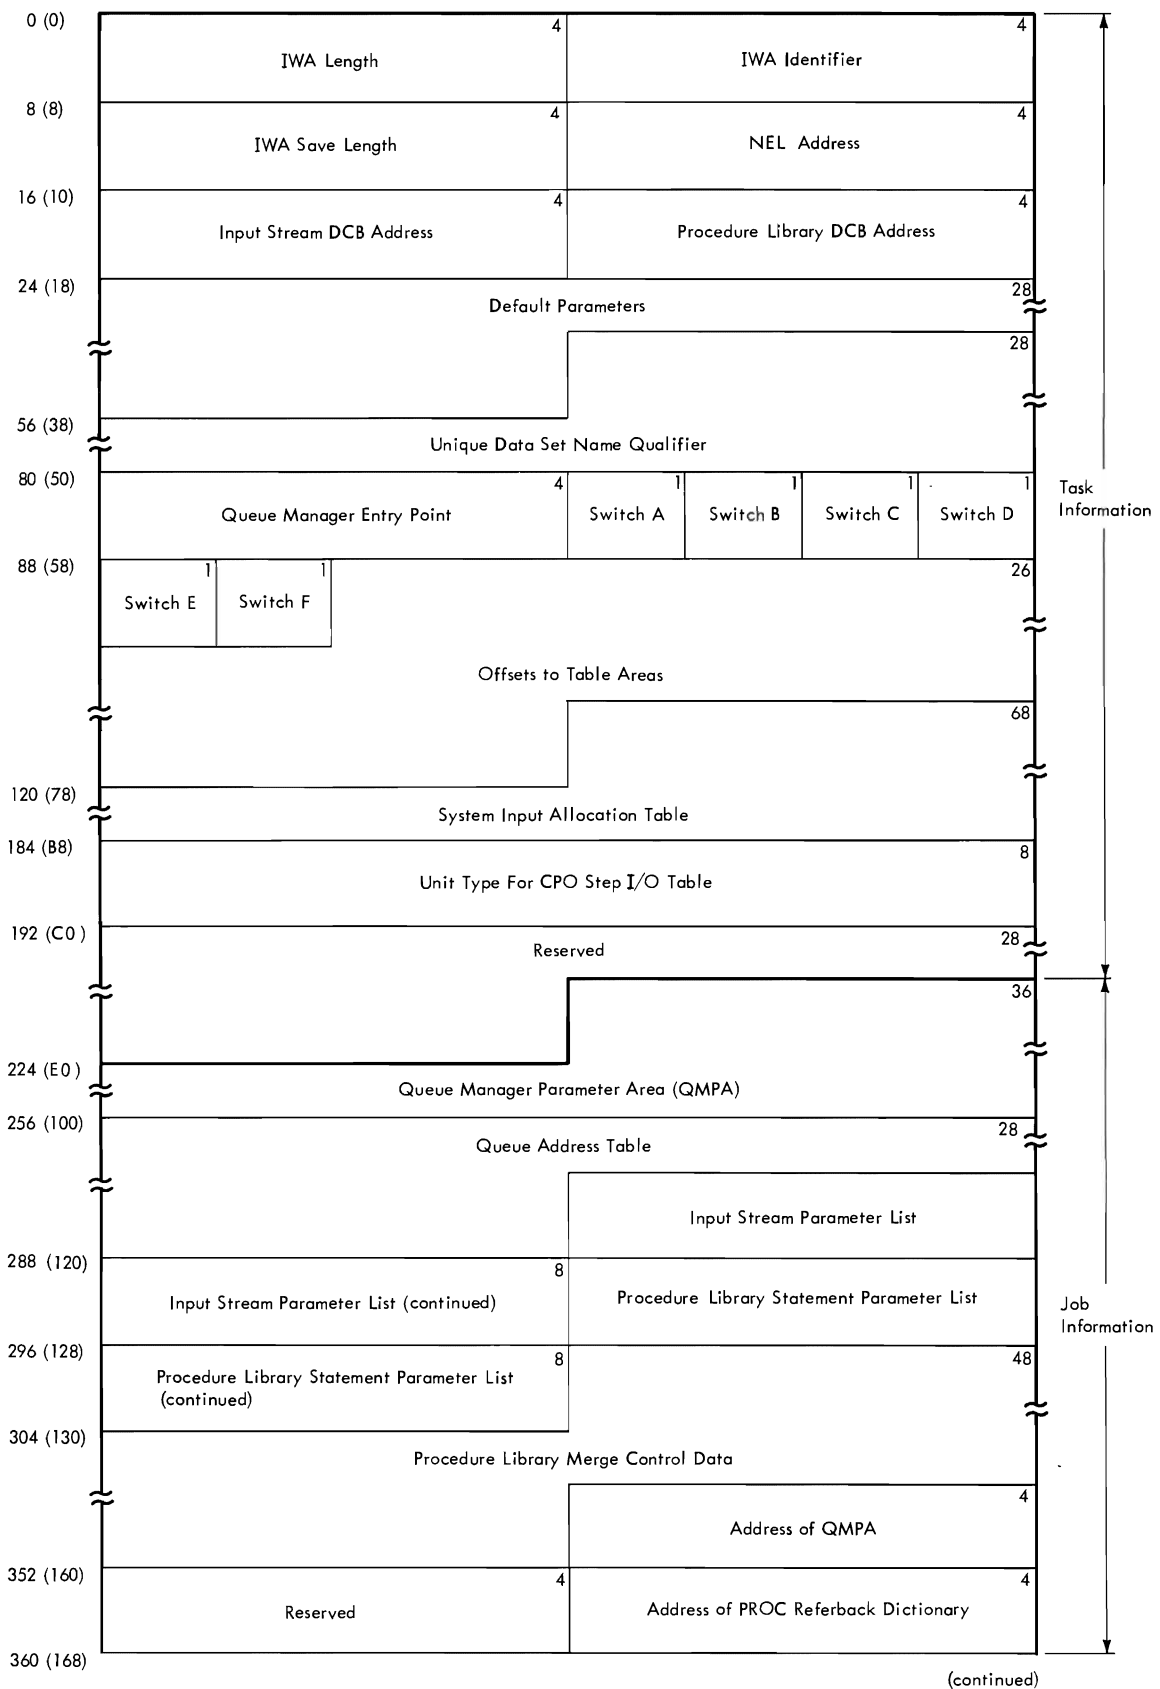 0 (0)
4
4
IWA Length
IWA Identifier
8 (8)
4
4
IWA Save Length
NEL Address
16 (10)
4
4
Input Stream DCB Address
Procedure Library DCB Address
24 (18)
28
Default Parameters
28
56 (38)
Unique Data Set Name Qualifier
80 (50)
4
1
1
1
1
Queue Manager Entry Point
Switch A
Switch B
Switch C
Switch D
Task
Information
88 (58)
1
1
26
Switch E
Switch F
Offsets to Table Areas
68
120 (78)
System Input Allocation Table
184 (B8)
8
Unit Type For CPO Step I/O Table
192 (C0 )
28
Reserved
36
224 (E0 )
Queue Manager Parameter Area (QMPA)
256 (100)
28
Queue Address Table
Input Stream Parameter List
288 (120)
8
Input Stream Parameter List (continued)
Procedure Library Statement Parameter List
Job
Information
296 (128)
8
48
Procedure Library Statement Parameter List
(continued)
304 (130)
Procedure Library Merge Control Data
4
Address of QMPA
352 (160)
4
4
Reserved
Address of PROC Referback Dictionary
360 (168)
(continued)